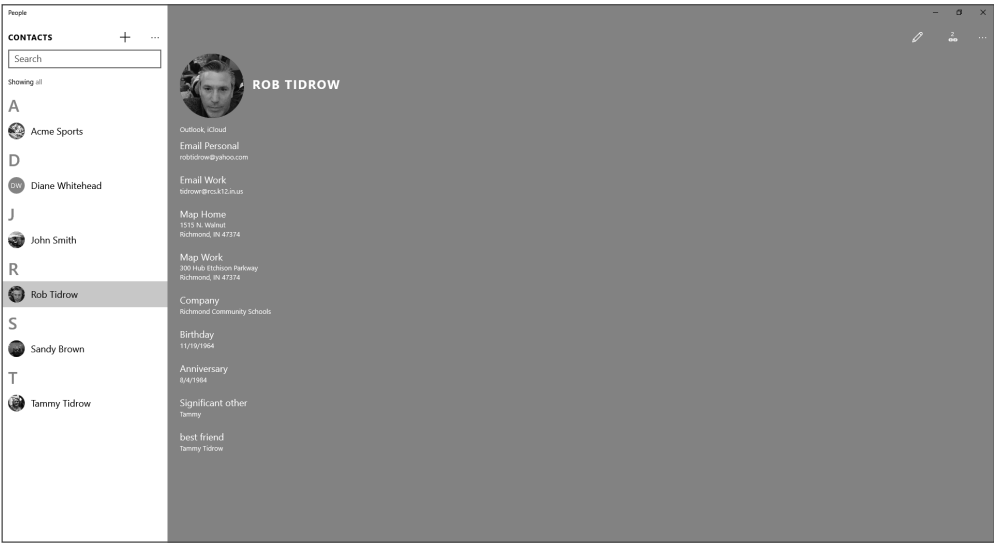 People
CONTACTS
Search
Showing all
A
Acme Sports
D
DW
Diane Whitehead
J
John Smith
R
Rob Tidrow
S
Sandy Brown
T
Tammy Tidrow
2
ROB TIDROW
Outlook, iCloud
Email Personal
robtidrow@yahoo.com
Email Work
tidrowr@rcs.k12.in.us
Map Home
1515 N. Walnut
Richmond, IN 47374
Map Work
300 Hub Etchison Parkway
Richmond, IN 47374
Company
Richmond Community Schools
Birthday
11/19/1964
Anniversary
8/4/1984
Significant other
Tammy
best friend
Tammy Tidrow